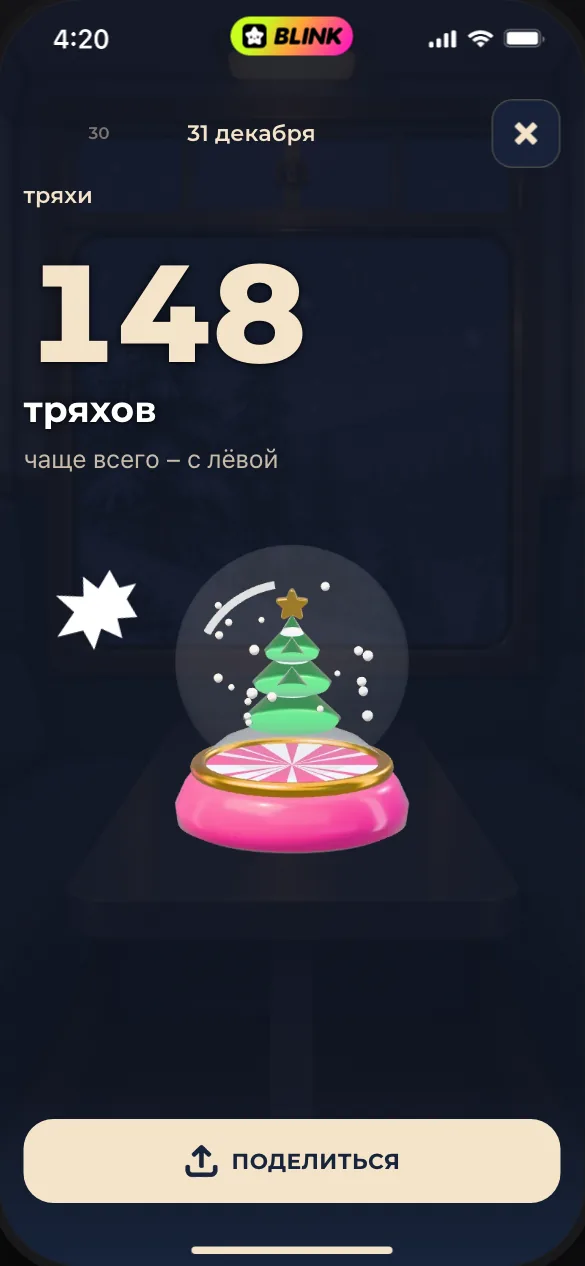 4:20
BLINK
30
31 декабря
тряхи
148
тряхов
чаще всего – с лёвой
ПОДЕЛИТЬСЯ